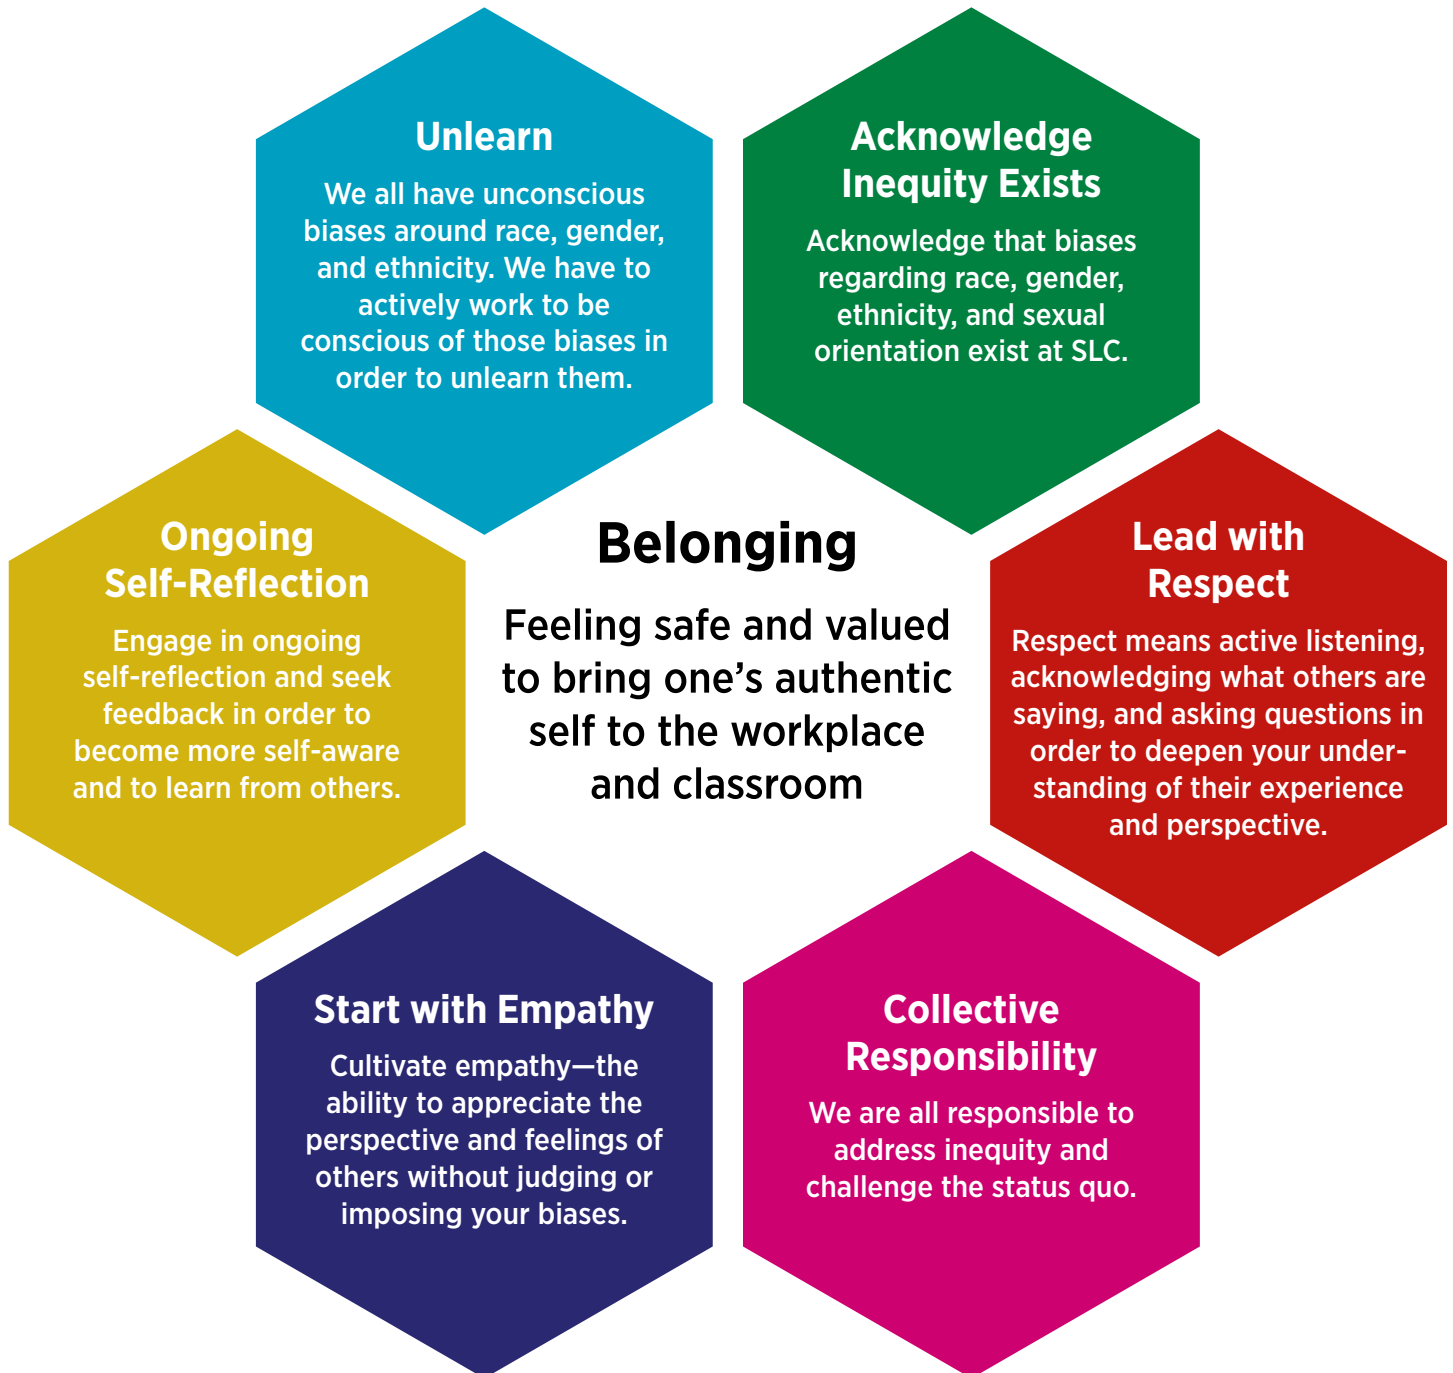 Unlearn
We all have unconscious
biases around race, gender,
and ethnicity. We have to
actively work to be
conscious of those biases in
order to unlearn them.
Acknowledge
Inequity Exists
Acknowledge that biases
regarding race, gender,
ethnicity, and sexual
orientation exist at SLC.
Ongoing
Self-Reflection
Engage in ongoing
self-reflection and seek
feedback in order to
become more self-aware
and to learn from others.
Belonging
Feeling safe and valued
to bring one’s authentic
self to the workplace
and classroom
Lead with
Respect
Respect means active listening,
acknowledging what others are
saying, and asking questions in
order to deepen your under-
standing of their experience
and perspective.
Start with Empathy
Cultivate empathy—the
ability to appreciate the
perspective and feelings of
others without judging or
imposing your biases.
Collective
Responsibility
We are all responsible to
address inequity and
challenge the status quo.